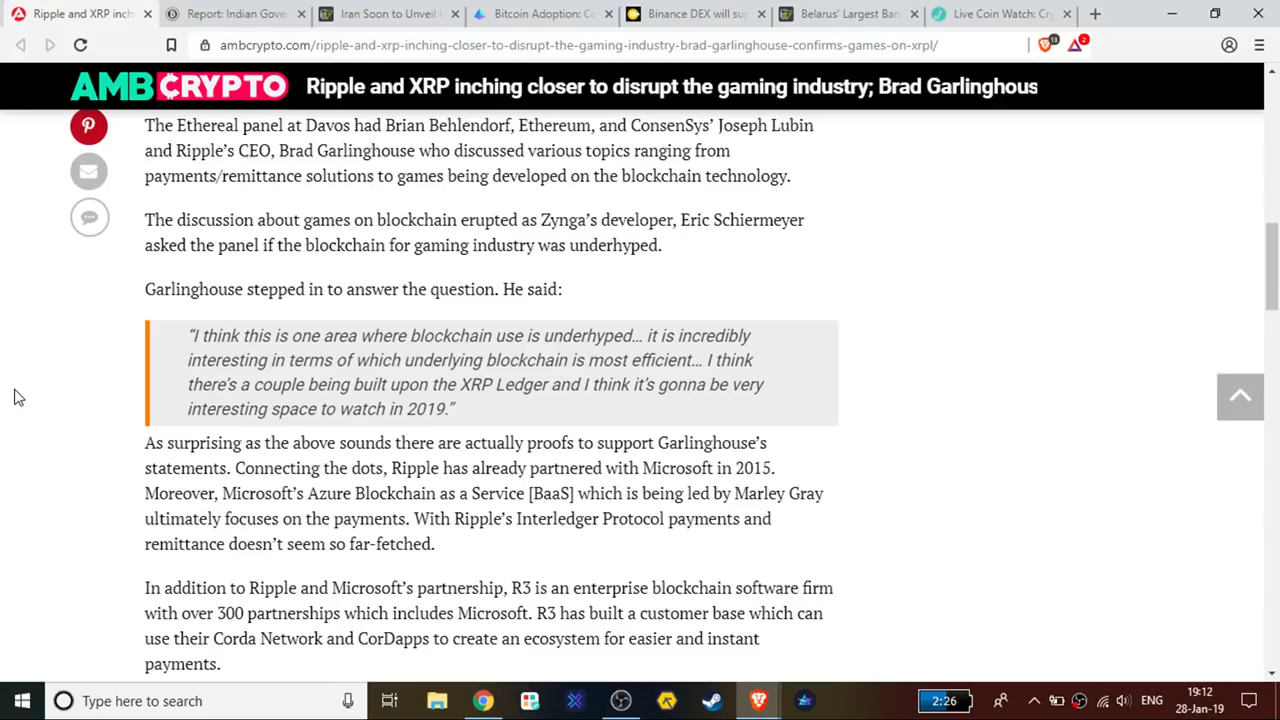 Ripple and XRP inch
Report: Indian Gove
Iran Soon to Unveil
Bitcoin Adoption: Co
Binance DEX will su
Belarus' Largest Ban
Live Coin Watch: Cry
ambcrypto.com/ripple-and-xrp-inching-closer-to-disrupt-the-gaming-industry-brad-garlinghouse-confirms-games-on-xrpl/
18
2
AMBCRYPTO
Ripple and XRP inching closer to disrupt the gaming industry; Brad Garlinghous
The Ethereal panel at Davos had Brian Behlendorf, Ethereum, and ConsenSys' Joseph Lubin
and Ripple's CEO, Brad Garlinghouse who discussed various topics ranging from
payments/remittance solutions to games being developed on the blockchain technology.
The discussion about games on blockchain erupted as Zynga's developer, Eric Schiermeyer
asked the panel if the blockchain for gaming industry was underhyped.
Garlinghouse stepped in to answer the question. He said:
“I think this is one area where blockchain use is underhyped… it is incredibly
interesting in terms of which underlying blockchain is most efficient… I think
there's a couple being built upon the XRP Ledger and I think it's gonna be very
interesting space to watch in 2019.”
As surprising as the above sounds there are actually proofs to support Garlinghouse's
statements. Connecting the dots, Ripple has already partnered with Microsoft in 2015.
Moreover, Microsoft's Azure Blockchain as a Service [BaaS] which is being led by Marley Gray
ultimately focuses on the payments. With Ripple's Interledger Protocol payments and
remittance doesn't seem so far-fetched.
In addition to Ripple and Microsoft's partnership, R3 is an enterprise blockchain software firm
with over 300 partnerships which includes Microsoft. R3 has built a customer base which can
use their Corda Network and CorDapps to create an ecosystem for easier and instant
payments.
Type here to search
2:26
ENG
19:12
28-Jan-19